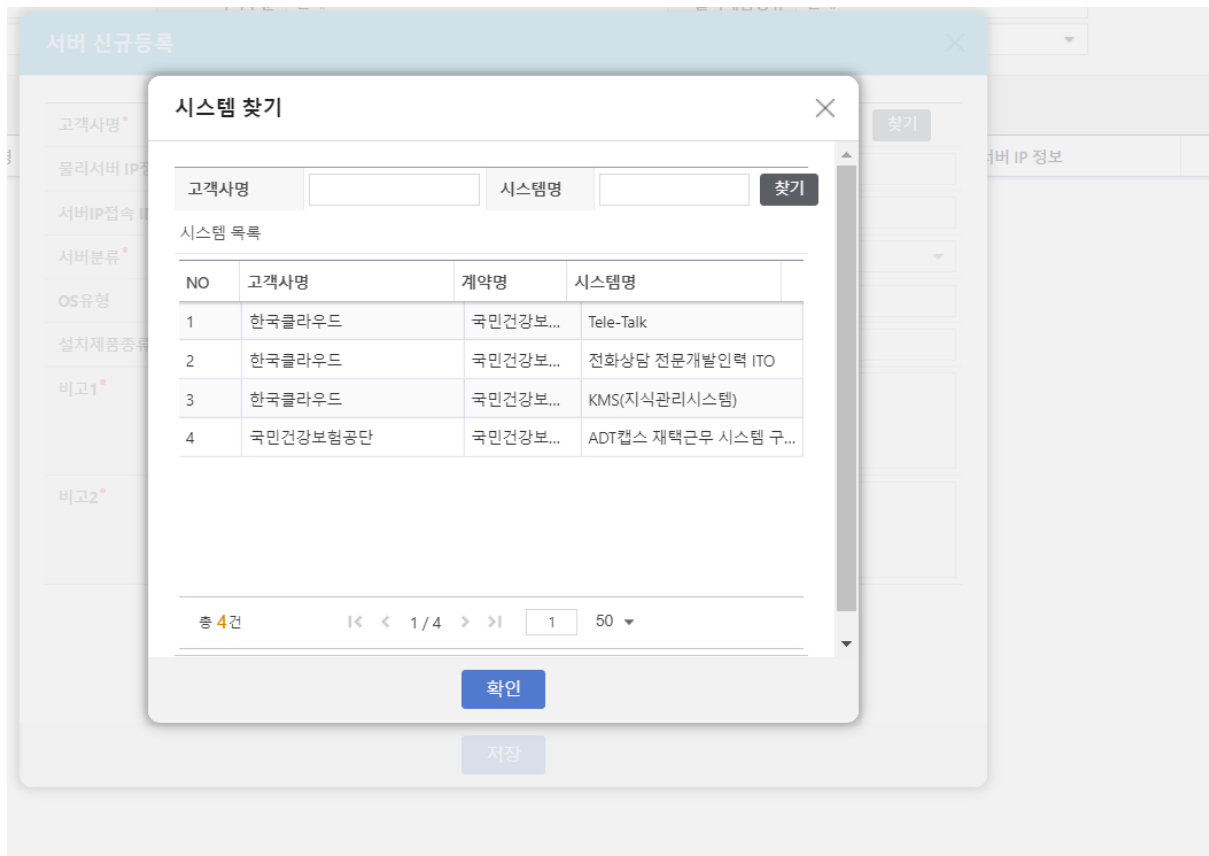 서버 신규등록
시스템 찾기
고객사명* 찾기
물리서버 IP정 서버 IP 정보
고객사명 시스템명 찾기
서버IP접속 ID
시스템 목록
서버분류*
NO 고객사명 계약명 시스템명
OS유형
1 한국클라우드 국민건강보... Tele-Talk
설치제품종류
2 한국클라우드 국민건강보... 전화상담 전문개발인력 ITO
비고1*
3 한국클라우드 국민건강보... KMS(지식관리시스템)
4 국민건강보험공단 국민건강보... ADT캡스 재택근무 시스템 구...
비고2*
총 4건 1 / 4 1 50
확인
저장